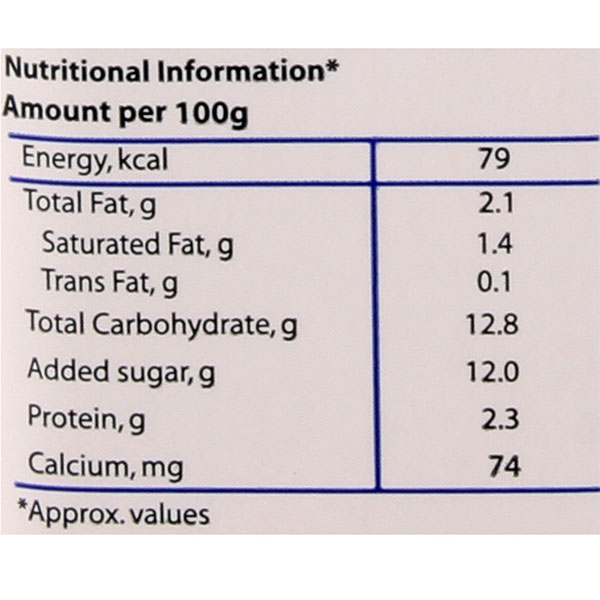 Nutritional Information*
Amount per 100g
Energy, kcal 79
Total Fat, g 2.1
Saturated Fat, g 1.4
Trans Fat, g 0.1
Total Carbohydrate, g 12.8
Added sugar, g 12.0
Protein, g 2.3
Calcium, mg 74
*Approx. values